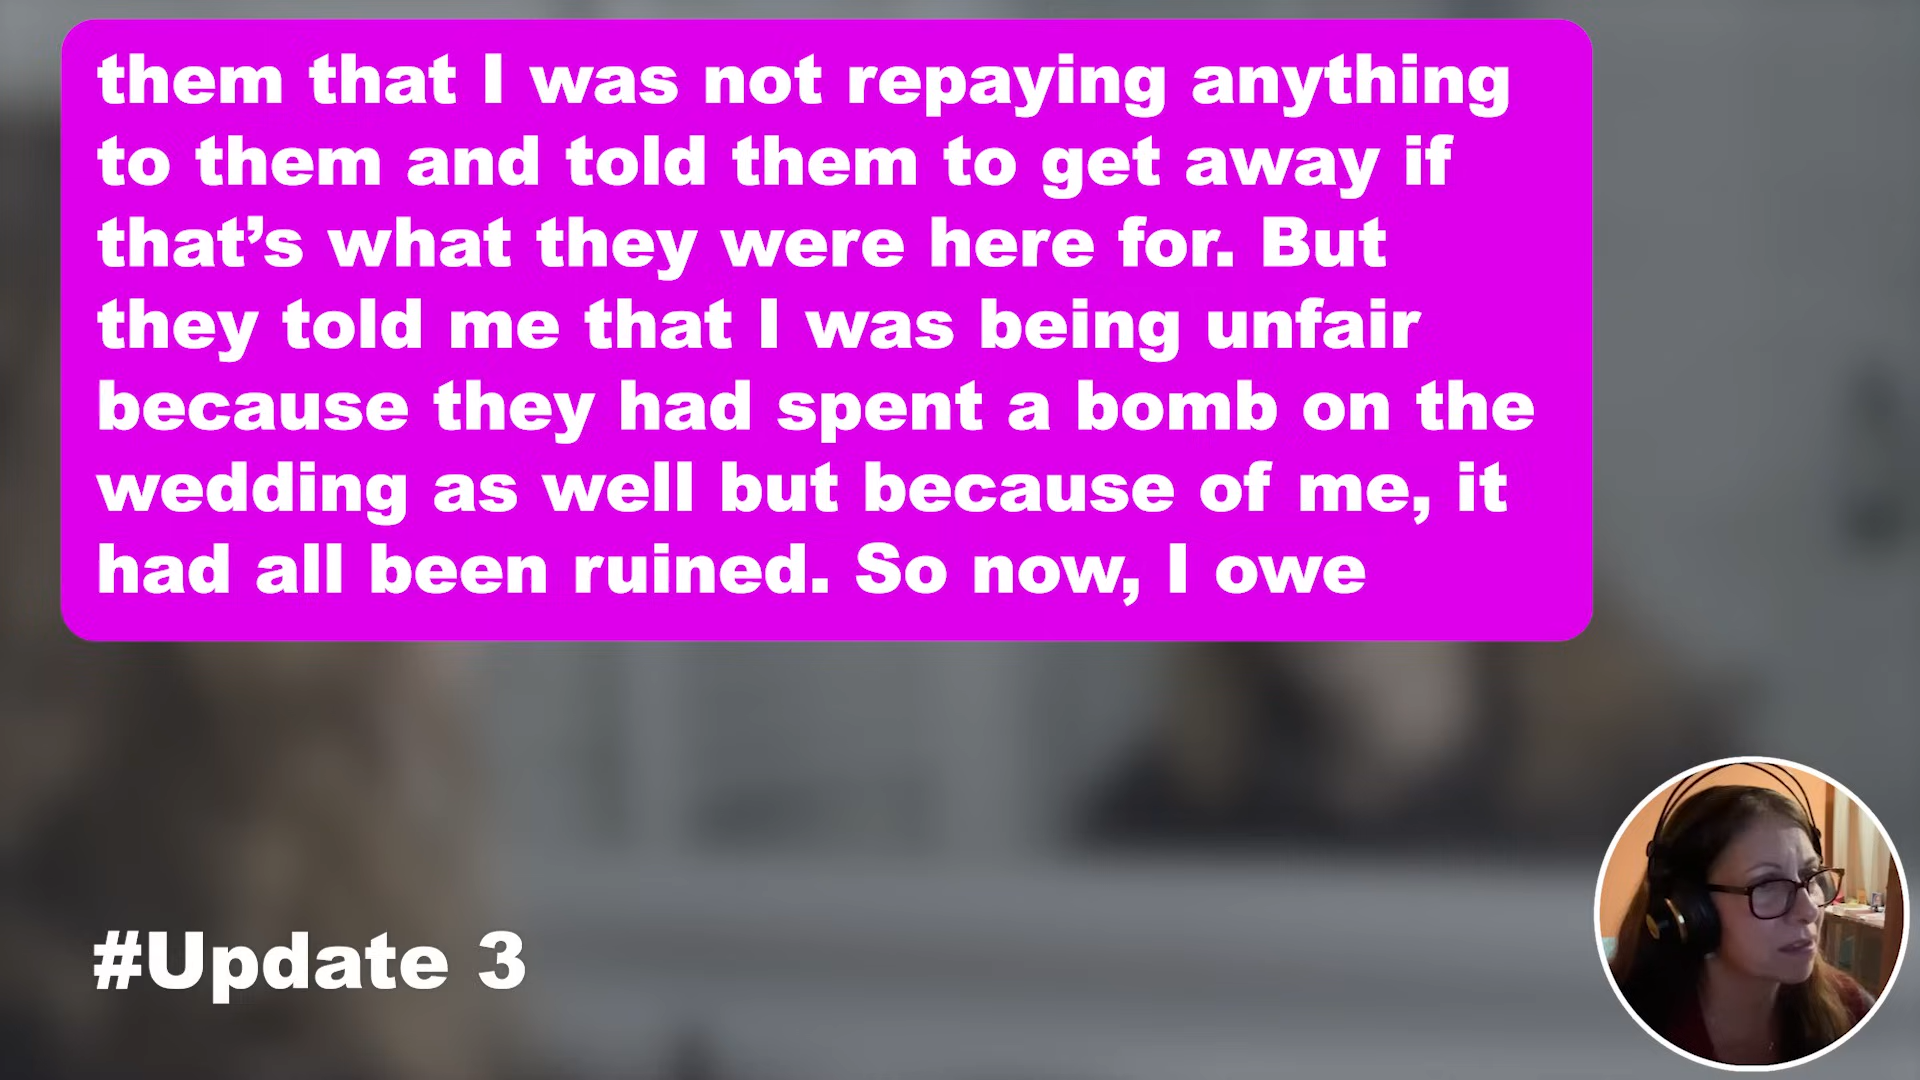 them that I was not repaying anything
to them and told them to get away if
that’s what they were here for. But
they told me that I was being unfair
because they had spent a bomb on the
wedding as well but because of me, it
had all been ruined. So now, I owe
#Update 3